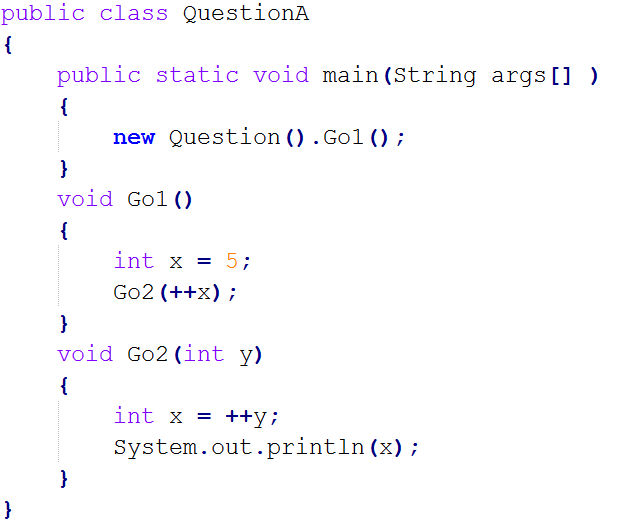 public class QuestionA
{
    public static void main(String args[] )
    {
        new Question().Go1();
    }
    void Go1()
    {
        int x = 5;
        Go2(++x);
    }
    void Go2(int y)
    {
        int x = ++y;
        System.out.println(x);
    }
}